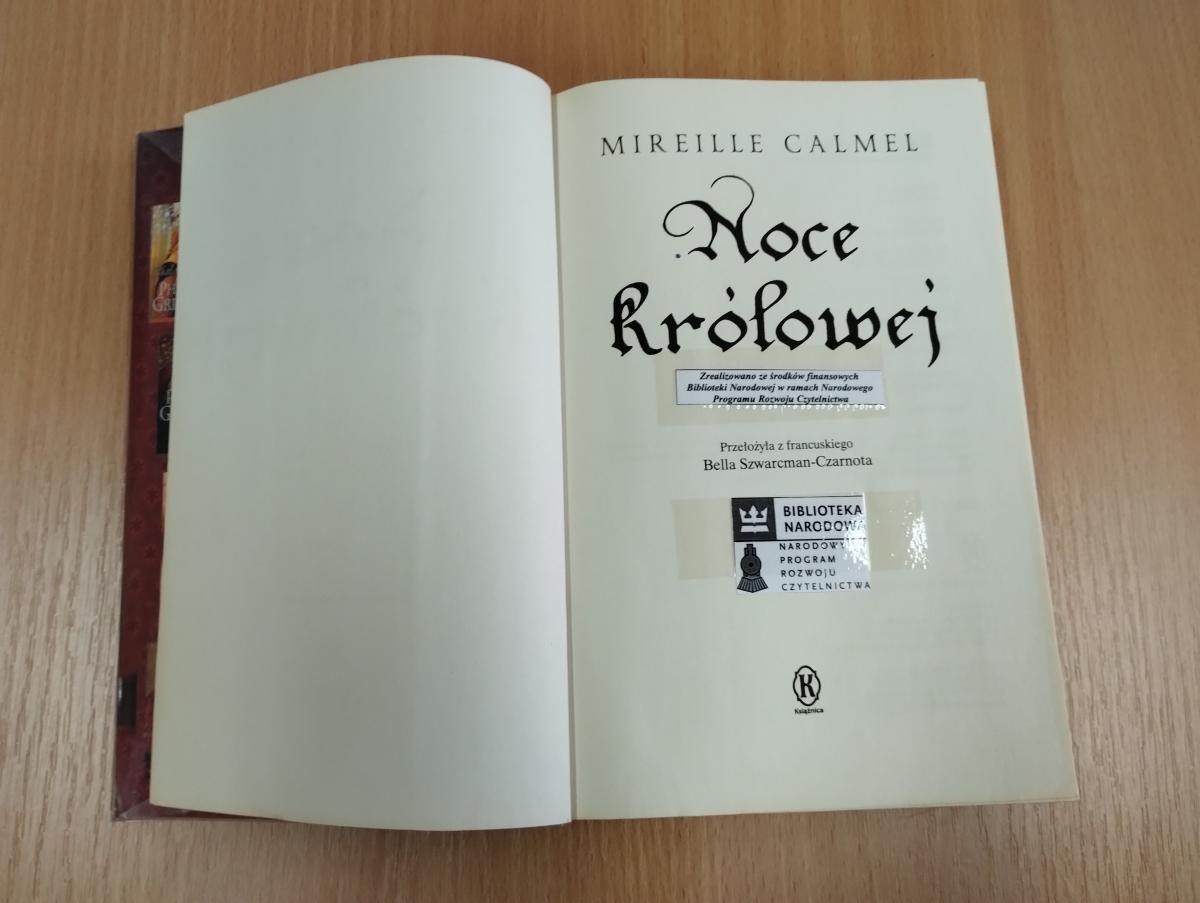 MIREILLE CALMEL
Noce
królowej
Zrealizowano ze środków finansowych
Biblioteki Narodowej w ramach Narodowego
Programu Rozwoju Czytelnictwa
Przełożyła z francuskiego
Bella Szwarcman-Czarnota
BIBLIOTEKA
NARODOWA
NARODOWY
PROGRAM
ROZWOJU
CZYTELNICTWA
K
Książnica